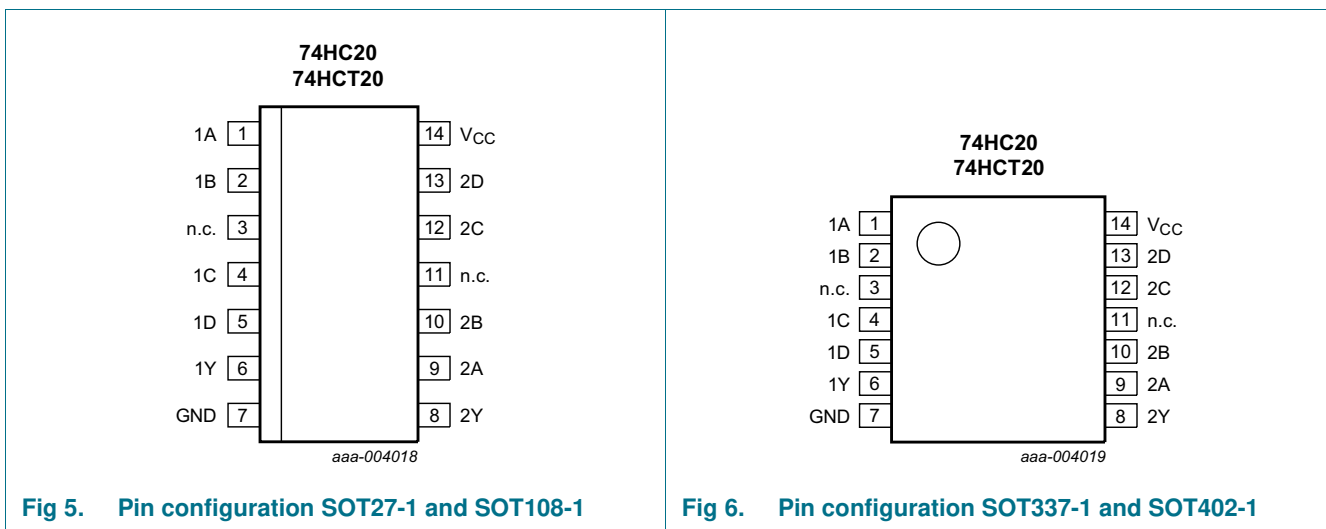 74HC20
74HCT20
1A 1 14 VCC
1B 2 13 2D
n.c. 3 12 2C
1C 4 11 n.c.
1D 5 10 2B
1Y 6 9 2A
GND 7 8 2Y
aaa-004018
Fig 5. Pin configuration SOT27-1 and SOT108-1
74HC20
74HCT20
1A 1 14 VCC
1B 2 13 2D
n.c. 3 12 2C
1C 4 11 n.c.
1D 5 10 2B
1Y 6 9 2A
GND 7 8 2Y
aaa-004019
Fig 6. Pin configuration SOT337-1 and SOT402-1